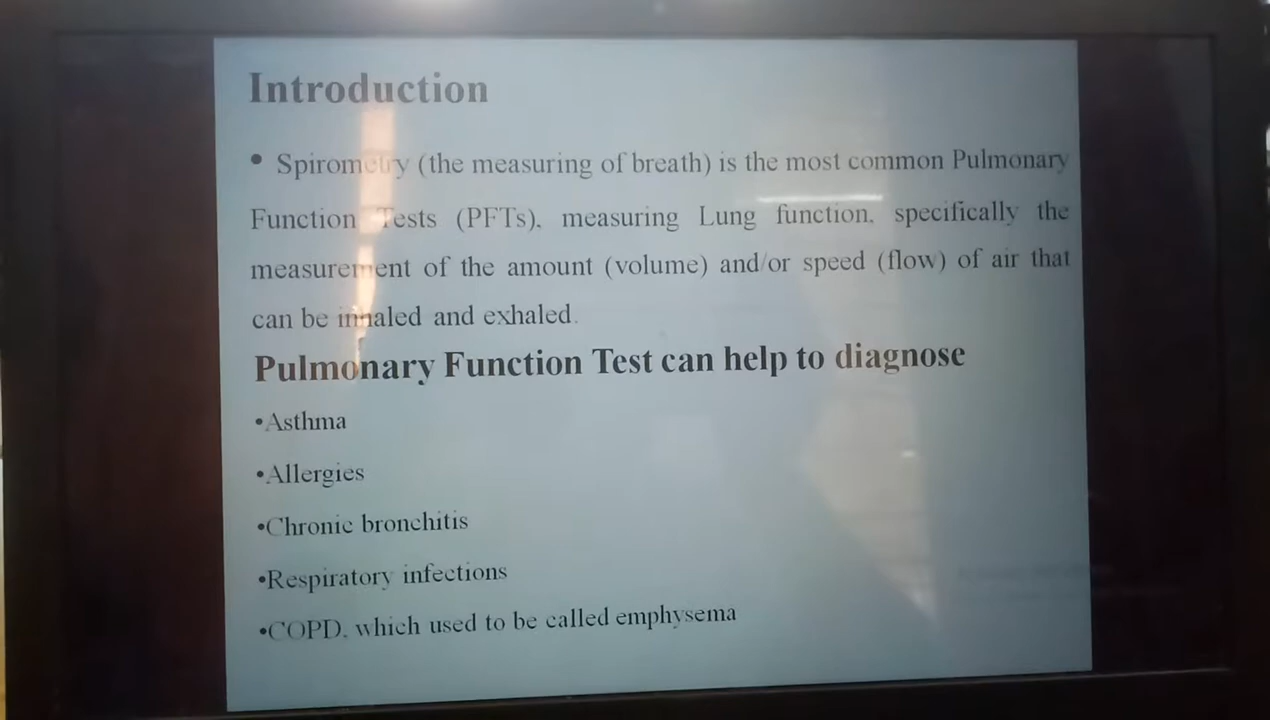 Introduction
• Spirometry (the measuring of breath) is the most common Pulmonary
Function Tests (PFTs), measuring Lung function, specifically the
measurement of the amount (volume) and/or speed (flow) of air that
can be inhaled and exhaled.
Pulmonary Function Test can help to diagnose
•Asthma
•Allergies
•Chronic bronchitis
•Respiratory infections
•COPD, which used to be called emphysema